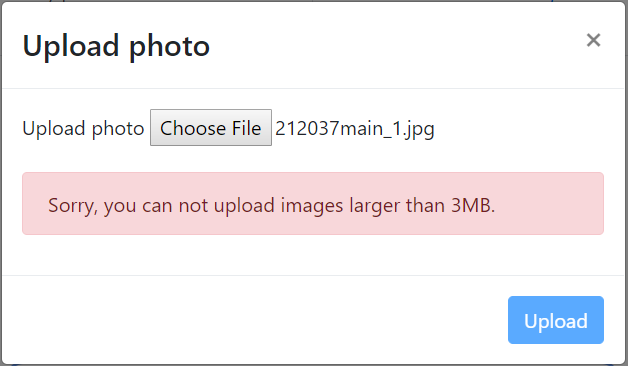 Upload photo ×
Upload photo Choose File 212037main_1.jpg
Sorry, you can not upload images larger than 3MB.
Upload